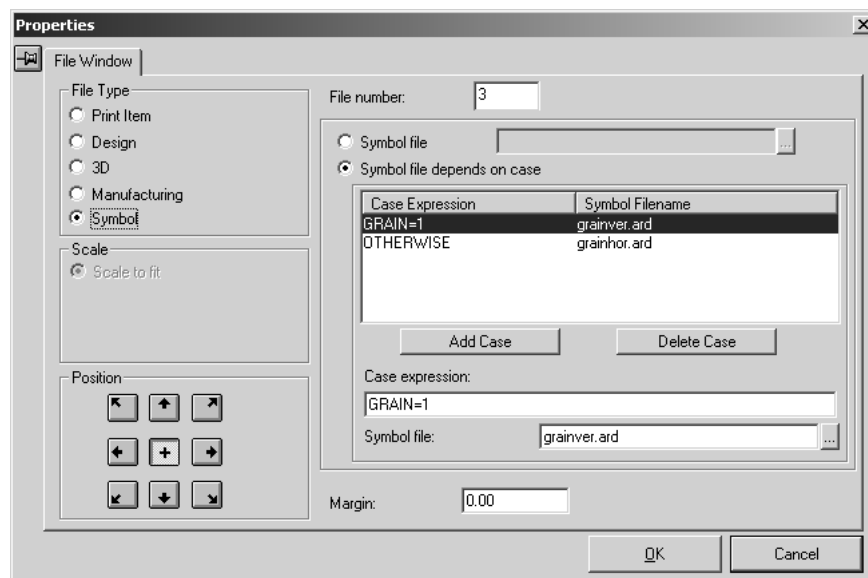 Properties
File Window
File Type
Print Item
Design
3D
Manufacturing
Symbol
Scale
Scale to fit
Position
File number: 3
Symbol file ...
Symbol file depends on case
Case Expression Symbol Filename
GRAIN=1 grainver.ard
OTHERWISE grainhor.ard
Add Case Delete Case
Case expression:
GRAIN=1
Symbol file: grainver.ard ...
Margin: 0.00
OK Cancel